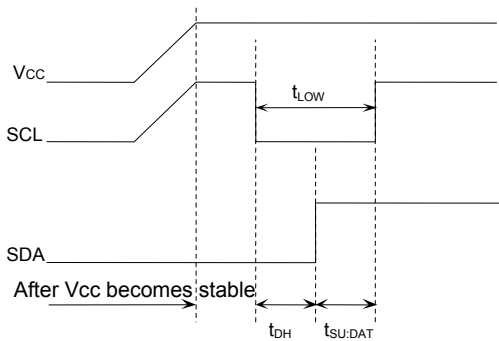 Vcc
tLOW
SCL
SDA
After Vcc becomes stable
tDH
tSU:DAT